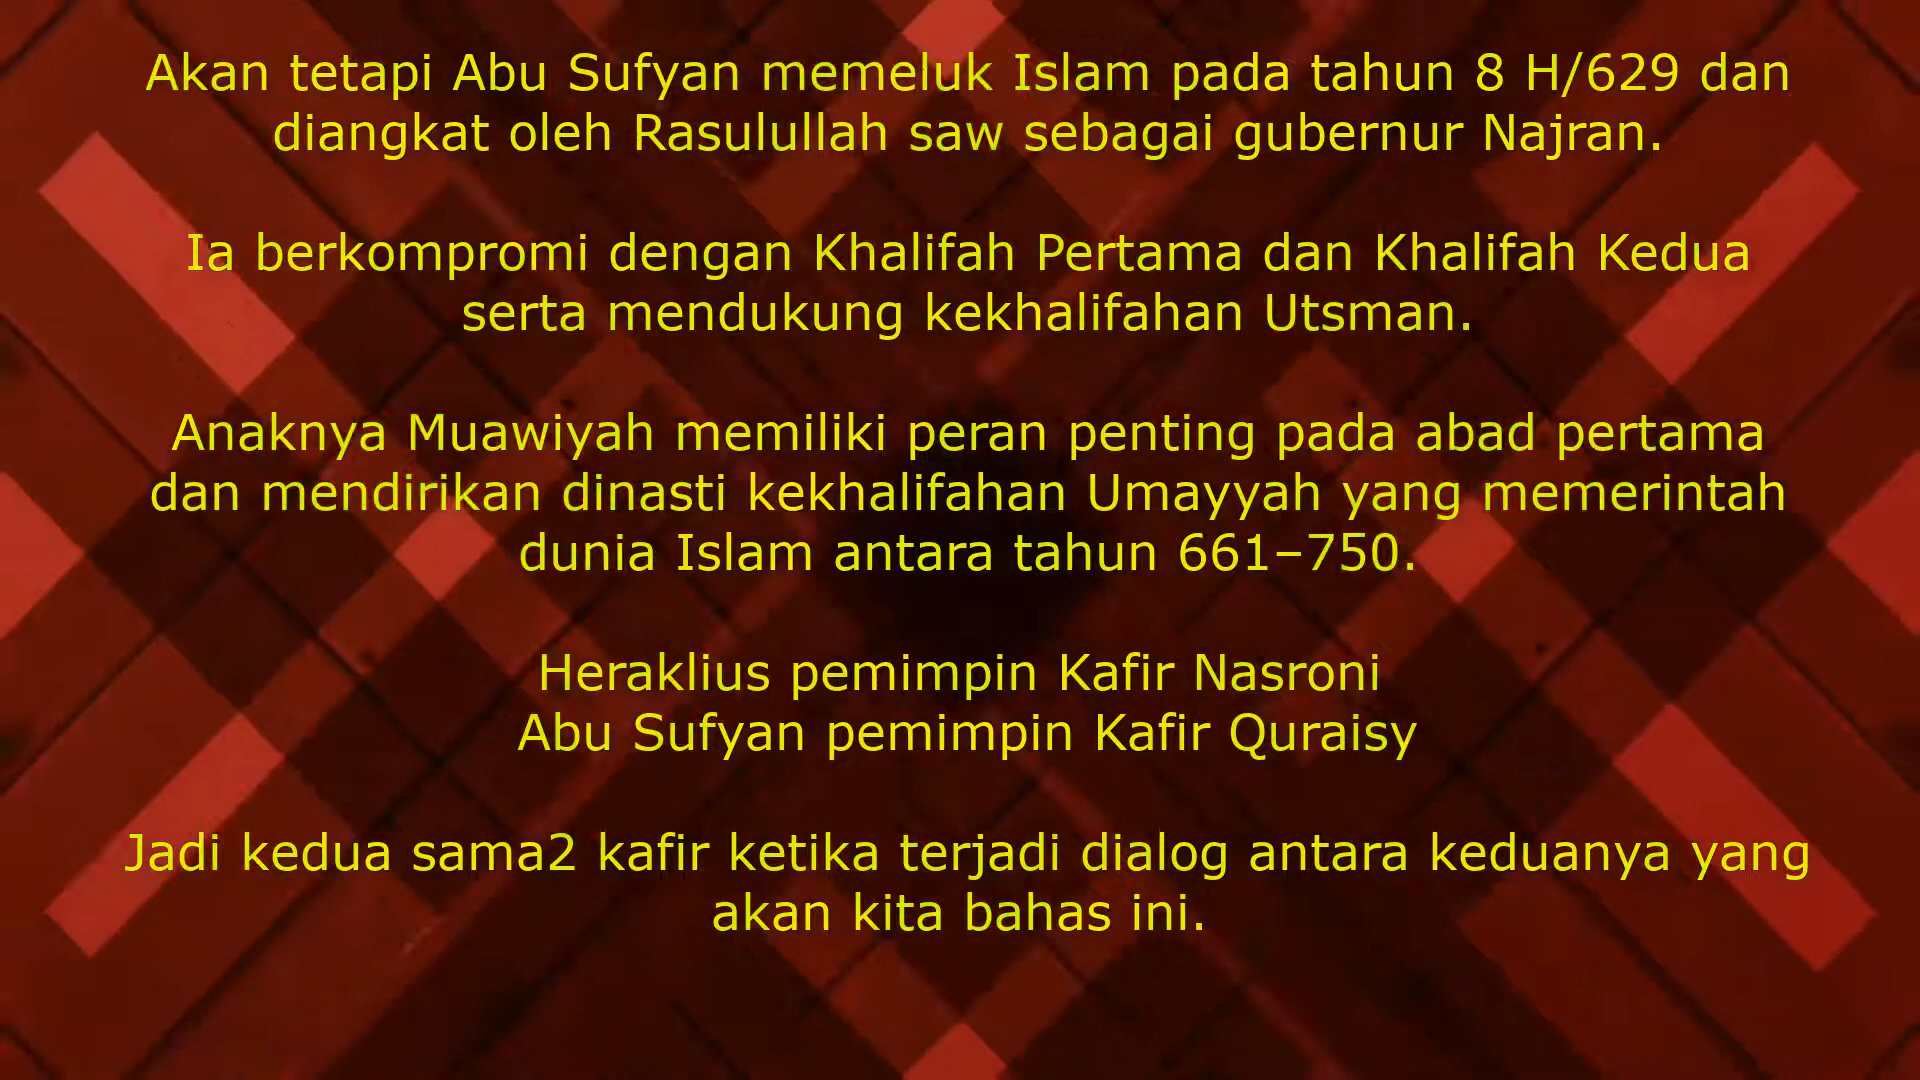 Akan tetapi Abu Sufyan memeluk Islam pada tahun 8 H/629 dan
diangkat oleh Rasulullah saw sebagai gubernur Najran.
Ia berkompromi dengan Khalifah Pertama dan Khalifah Kedua
serta mendukung kekhalifahan Utsman.
Anaknya Muawiyah memiliki peran penting pada abad pertama
dan mendirikan dinasti kekhalifahan Umayyah yang memerintah
dunia Islam antara tahun 661–750.
Heraklius pemimpin Kafir Nasroni
Abu Sufyan pemimpin Kafir Quraisy
Jadi kedua sama2 kafir ketika terjadi dialog antara keduanya yang
akan kita bahas ini.